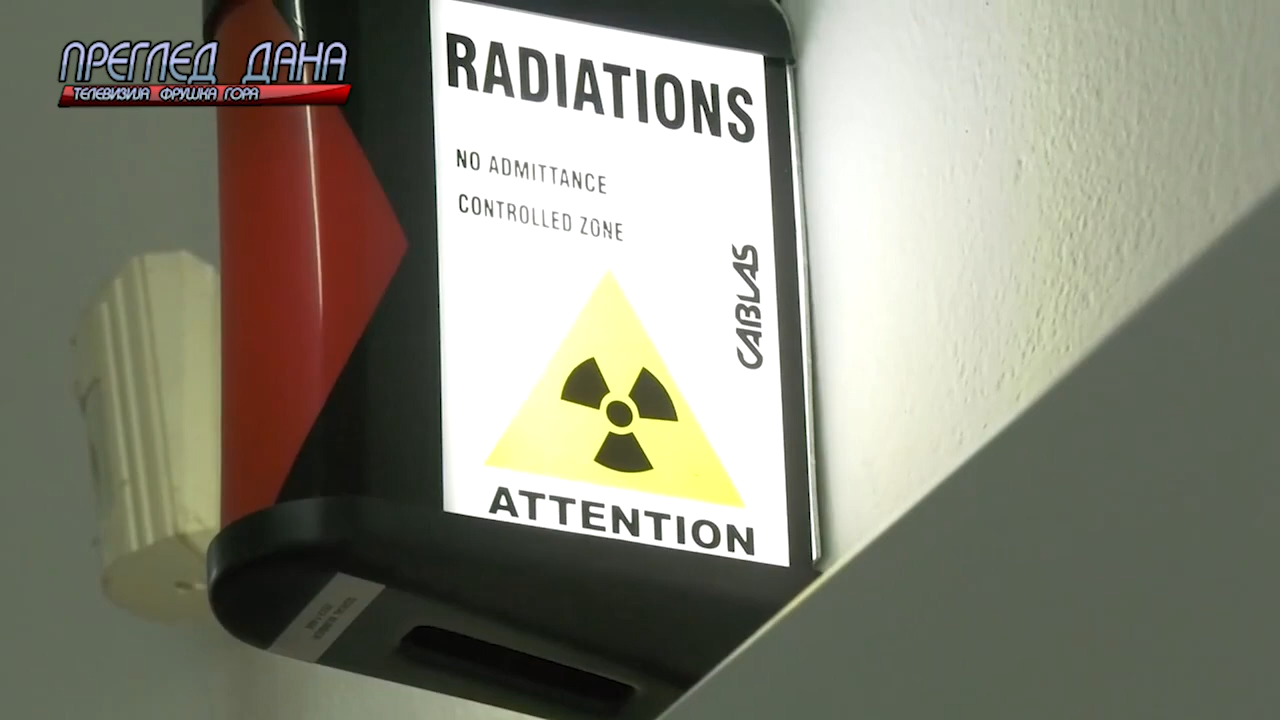 ПРЕГЛЕД ДАНА
ТЕЛЕВИЗИЈА ФРУШКА ГОРА
RADIATIONS
NO ADMITTANCE
CONTROLLED ZONE
CABLAS
ATTENTION